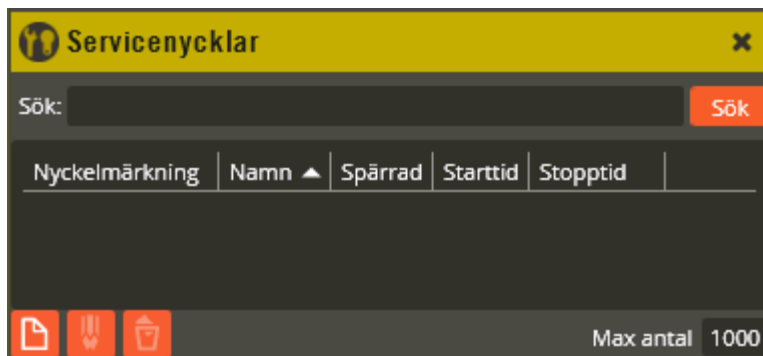 Servicenycklar
Sök: Sök
Nyckelmärkning Namn Spärrad Starttid Stopptid
Max antal 1000